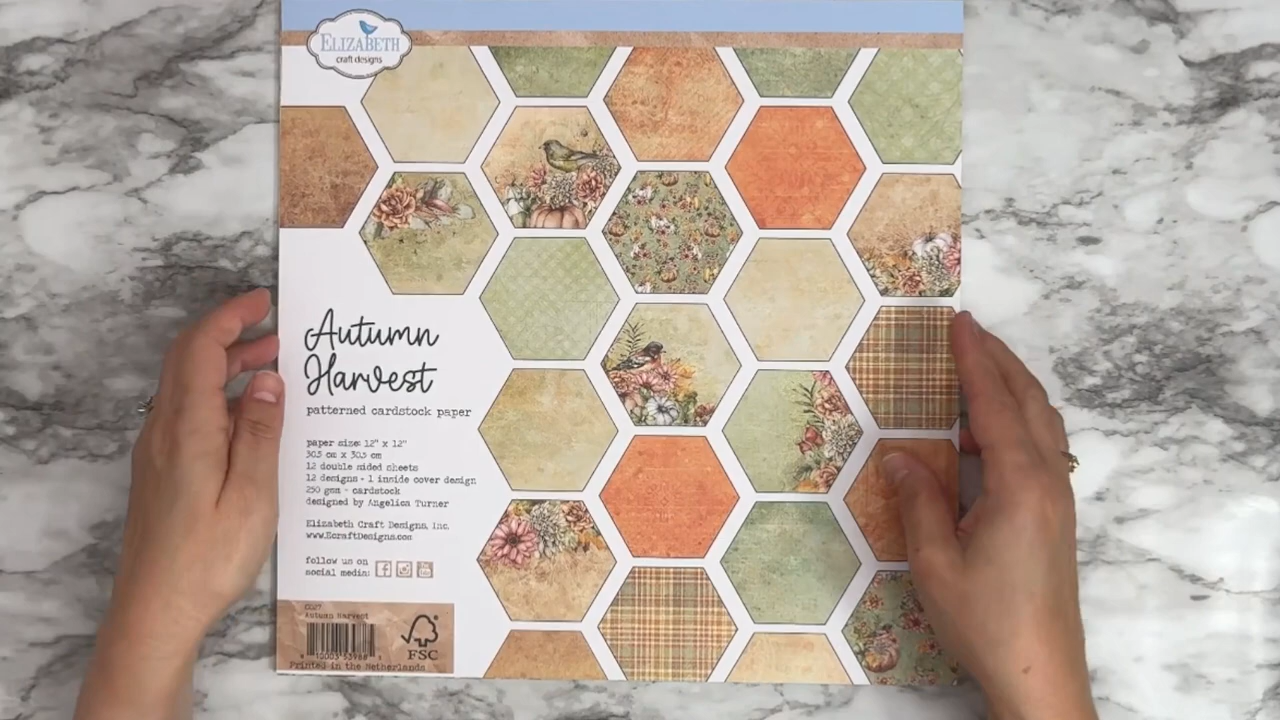 ELIZABETH
craft designs
Autumn
Harvest
patterned cardstock paper
paper size: 12" x 12"
30.5 cm x 30.5 cm
12 double sided sheets
12 designs + 1 inside cover design
250 gsm - cardstock
designed by Angelica Turner
Elizabeth Craft Designs, Inc.
www.EcraftDesigns.com
follow us on
social media:
C027
Autumn Harvest
FSC
Printed in the Netherlands